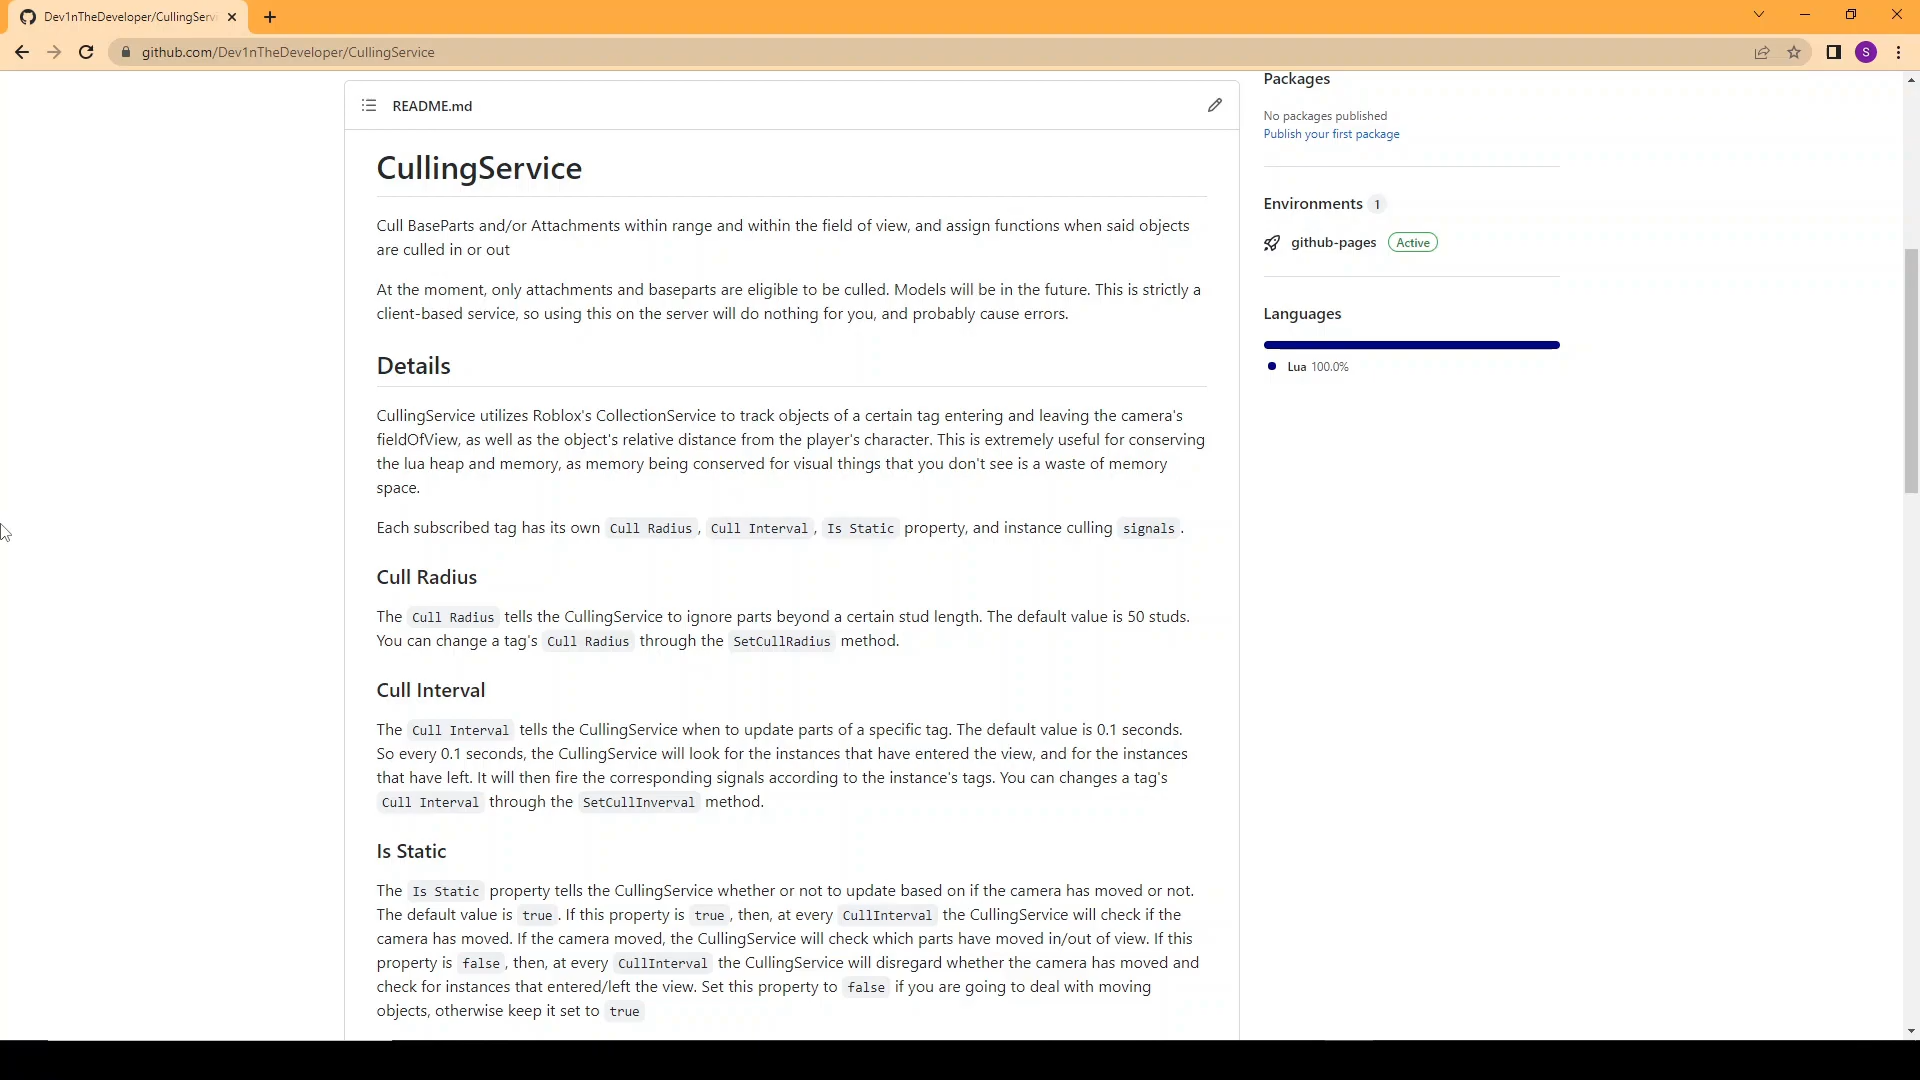 Dev1nTheDeveloper/CullingServi
github.com/Dev1nTheDeveloper/CullingService
S
README.md
CullingService
Cull BaseParts and/or Attachments within range and within the field of view, and assign functions when said objects
are culled in or out
At the moment, only attachments and baseparts are eligible to be culled. Models will be in the future. This is strictly a
client-based service, so using this on the server will do nothing for you, and probably cause errors.
Details
CullingService utilizes Roblox's CollectionService to track objects of a certain tag entering and leaving the camera's
fieldOfView, as well as the object's relative distance from the player's character. This is extremely useful for conserving
the lua heap and memory, as memory being conserved for visual things that you don't see is a waste of memory
space.
Each subscribed tag has its own Cull Radius, Cull Interval, Is Static property, and instance culling signals.
Cull Radius
The Cull Radius tells the CullingService to ignore parts beyond a certain stud length. The default value is 50 studs.
You can change a tag's Cull Radius through the SetCullRadius method.
Cull Interval
The Cull Interval tells the CullingService when to update parts of a specific tag. The default value is 0.1 seconds.
So every 0.1 seconds, the CullingService will look for the instances that have entered the view, and for the instances
that have left. It will then fire the corresponding signals according to the instance's tags. You can changes a tag's
Cull Interval through the SetCullInverval method.
Is Static
The Is Static property tells the CullingService whether or not to update based on if the camera has moved or not.
The default value is true. If this property is true, then, at every CullInterval the CullingService will check if the
camera has moved. If the camera moved, the CullingService will check which parts have moved in/out of view. If this
property is false, then, at every CullInterval the CullingService will disregard whether the camera has moved and
check for instances that entered/left the view. Set this property to false if you are going to deal with moving
objects, otherwise keep it set to true
Packages
No packages published
Publish your first package
Environments 1
github-pages Active
Languages
Lua 100.0%